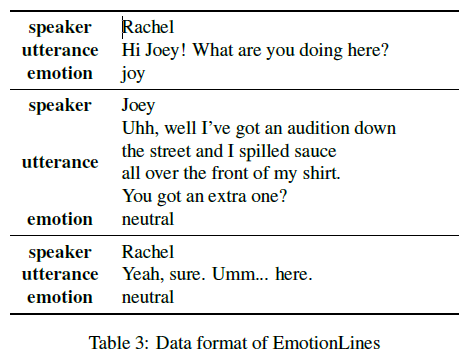 speaker Rachel
utterance Hi Joey! What are you doing here?
emotion joy
speaker Joey
utterance Uhh, well I've got an audition down
the street and I spilled sauce
all over the front of my shirt.
You got an extra one?
emotion neutral
speaker Rachel
utterance Yeah, sure. Umm... here.
emotion neutral
Table 3: Data format of EmotionLines